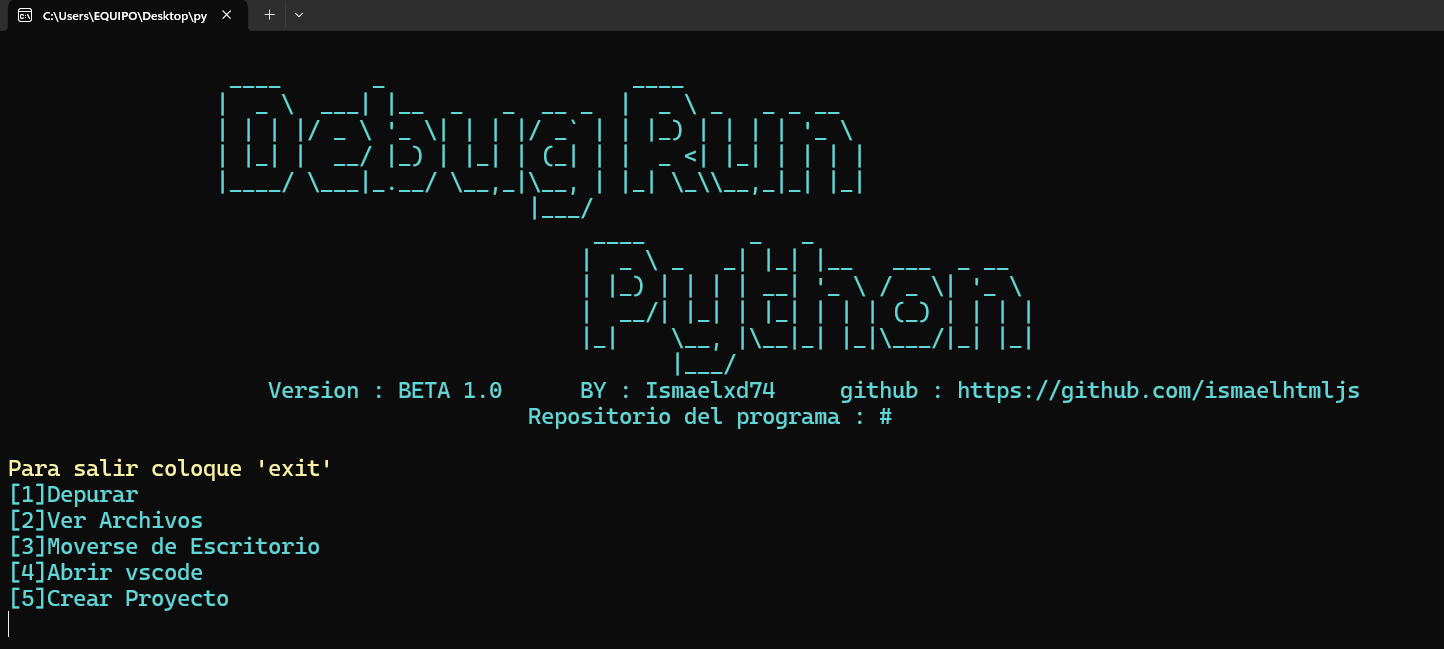 C:\Users\EQUIPO\Desktop\py
Debug Run
Python
Version : BETA 1.0 BY : Ismaelxd74 github : https://github.com/ismaelhtmljs
Repositorio del programa : #
Para salir coloque 'exit'
[1]Depurar
[2]Ver Archivos
[3]Moverse de Escritorio
[4]Abrir vscode
[5]Crear Proyecto